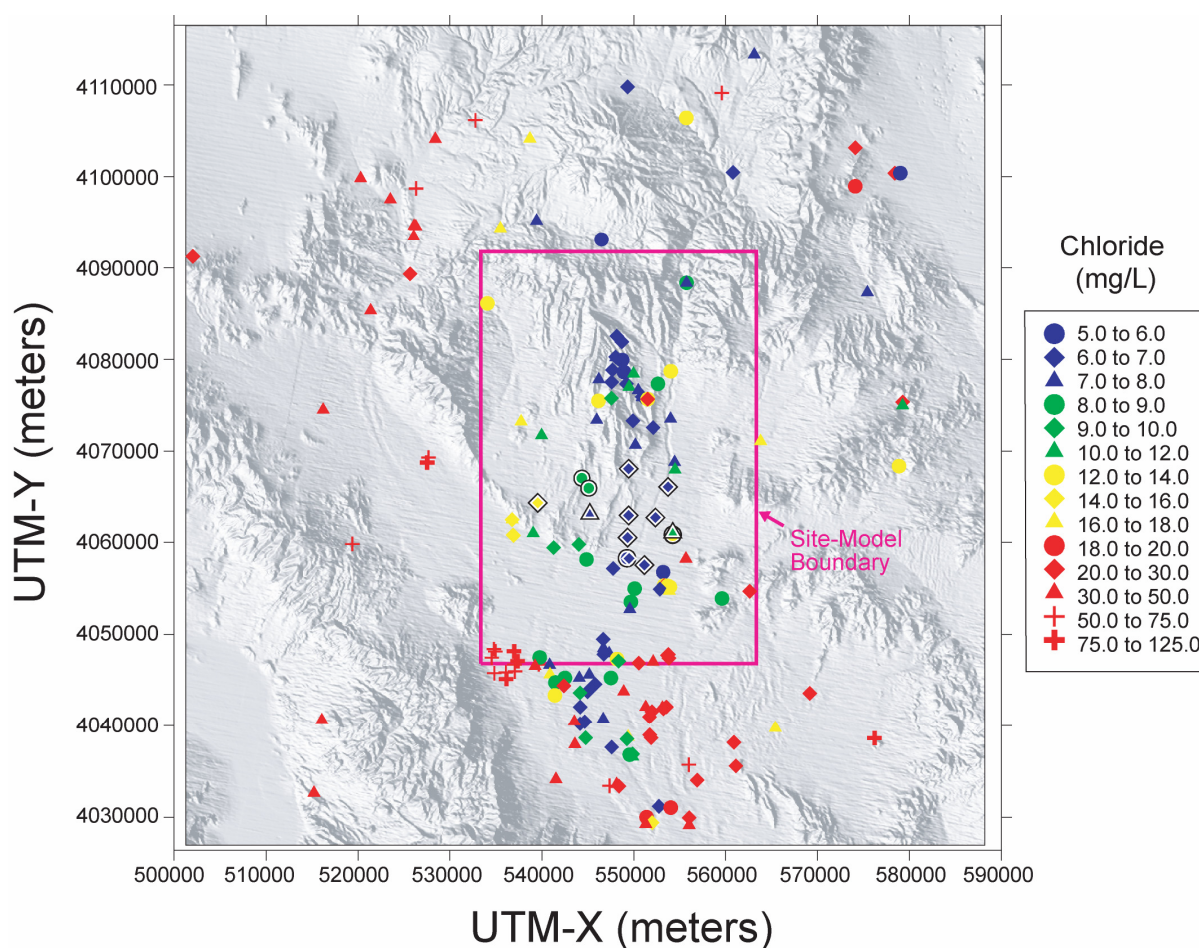 4110000
4100000
4090000
4080000
4070000
4060000
4050000
4040000
4030000
UTM-Y (meters)
500000 510000 520000 530000 540000 550000 560000 570000 580000 590000
UTM-X (meters)
Site-Model
Boundary
Chloride
(mg/L)
5.0 to 6.0
6.0 to 7.0
7.0 to 8.0
8.0 to 9.0
9.0 to 10.0
10.0 to 12.0
12.0 to 14.0
14.0 to 16.0
16.0 to 18.0
18.0 to 20.0
20.0 to 30.0
30.0 to 50.0
50.0 to 75.0
75.0 to 125.0